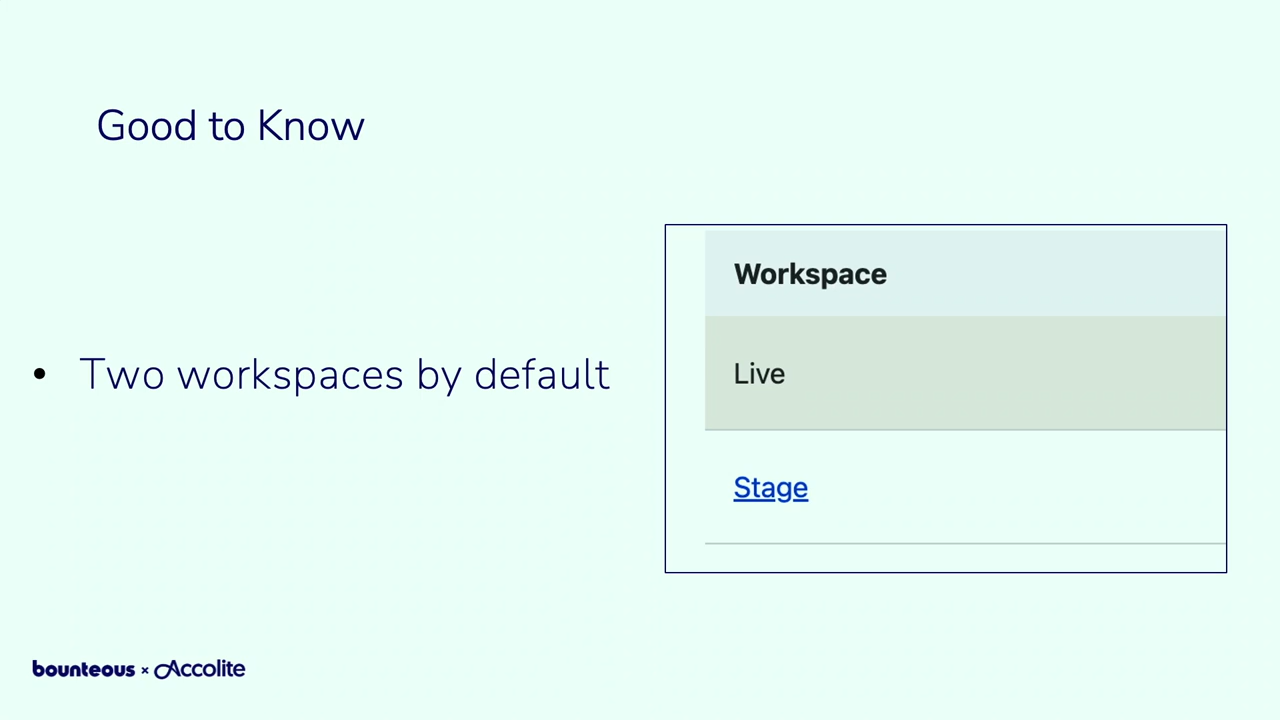 Good to Know
• Two workspaces by default
Workspace
Live
Stage
bounteous × Accolite